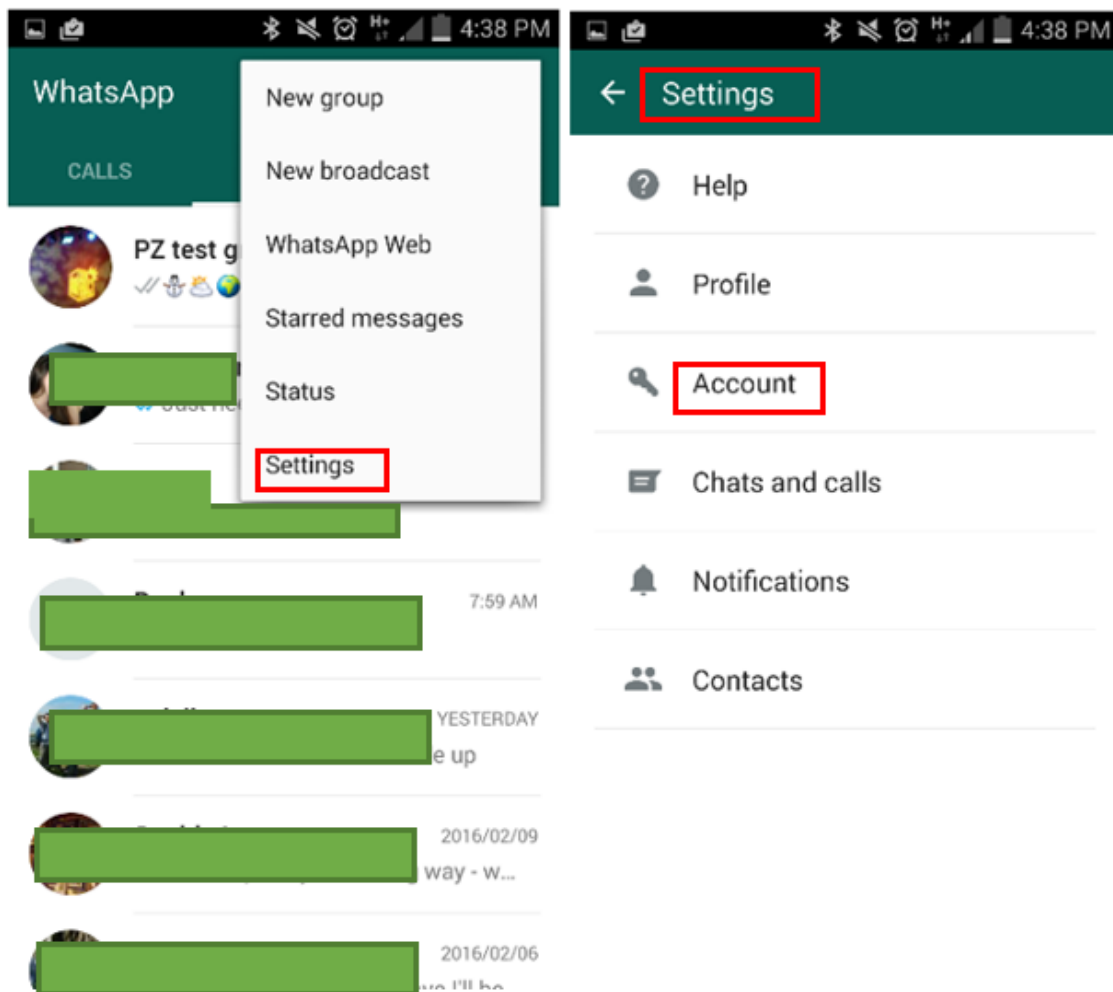 4:38 PM
WhatsApp
CALLS
New group
New broadcast
WhatsApp Web
Starred messages
Status
Settings
PZ test g
7:59 AM
YESTERDAY
e up
2016/02/09
way - w...
2016/02/06
I'll be
H+ 4:38 PM
Settings
Help
Profile
Account
Chats and calls
Notifications
Contacts